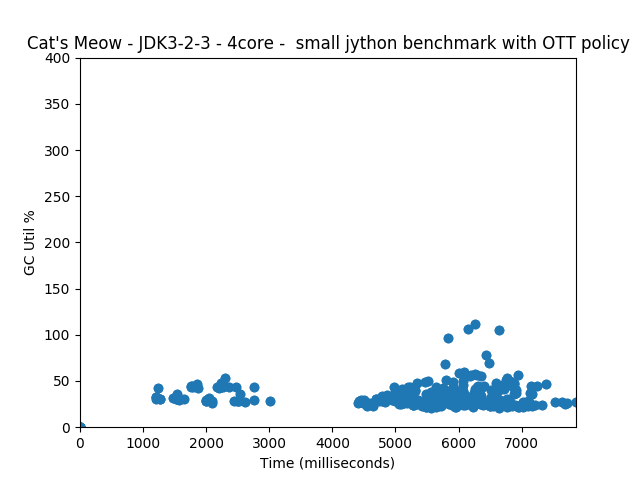 Cat's Meow - JDK3-2-3 - 4core -  small jython benchmark with OTT policy
400
350
300
250
200
150
100
50
0
GC Util %
0 1000 2000 3000 4000 5000 6000 7000
Time (milliseconds)